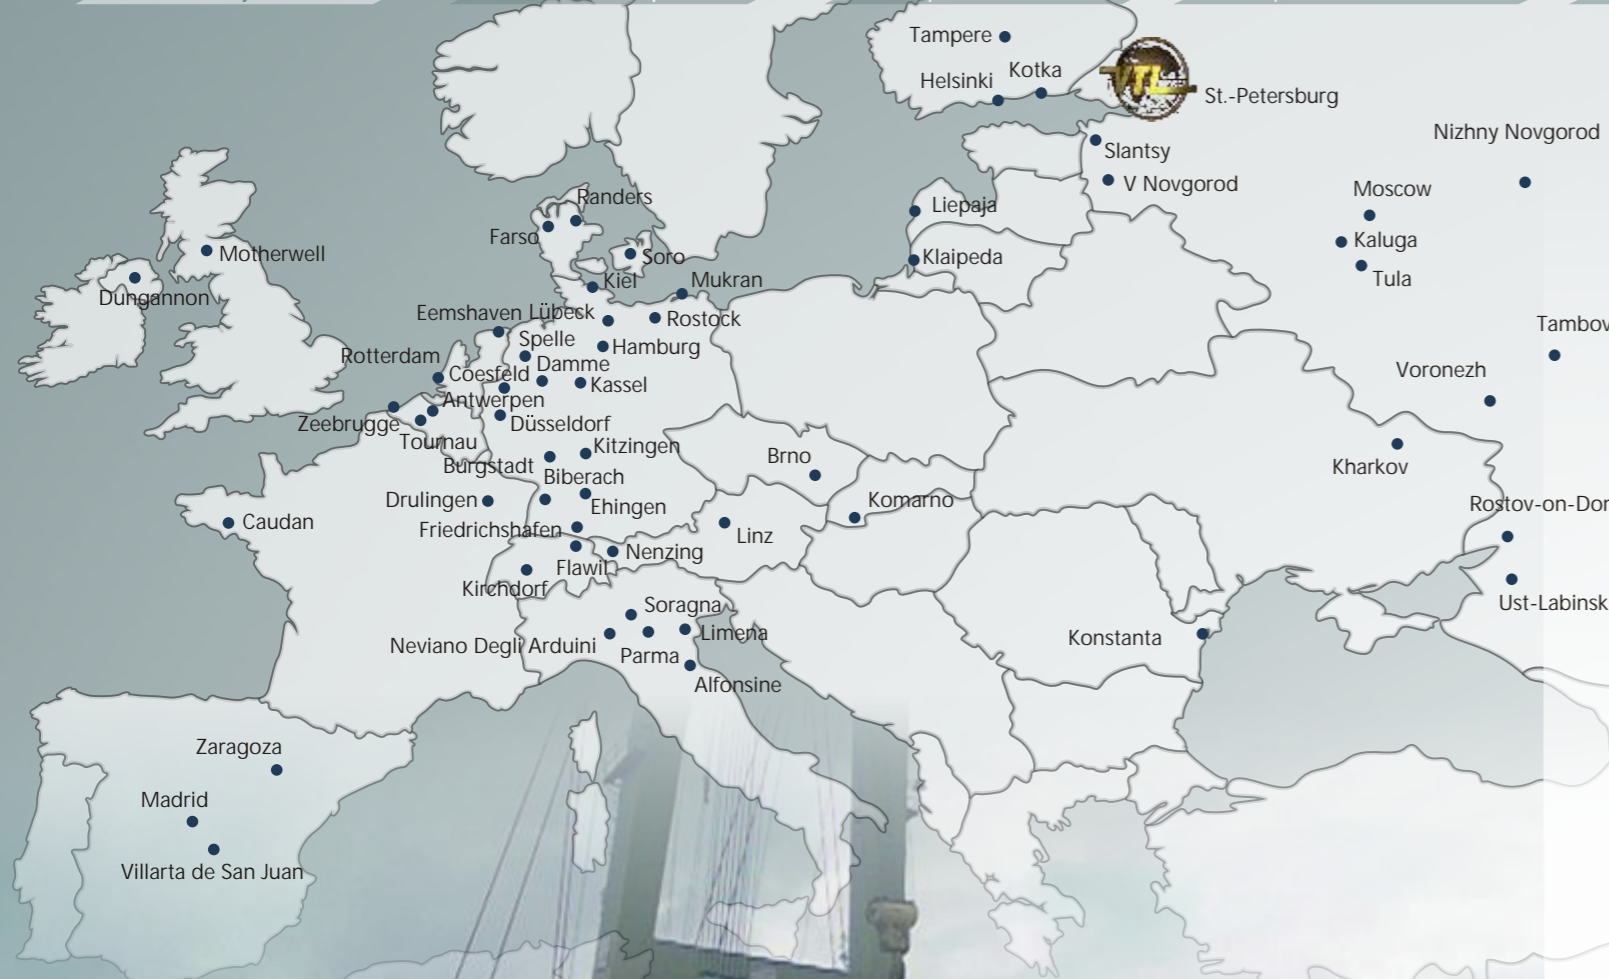 Tampere
Kotka
Helsinki
VTL
St.-Petersburg
Nizhny Novgorod
Slantsy
V Novgorod
Moscow
Randers
Liepaja
Farso
Kaluga
Motherwell
Soro
Klaipeda
Tula
Kiel
Mukran
Dungannon
Eemshaven
Lübeck
Rostock
Tambov
Spelle
Hamburg
Rotterdam
Damme
Coesfeld
Kassel
Voronezh
Antwerpen
Zeebrugge
Düsseldorf
Tournau
Kitzingen
Brno
Kharkov
Burgstadt
Biberach
Drulingen
Ehingen
Komarno
Rostov-on-Don
Caudan
Friedrichshafen
Linz
Nenzing
Flawil
Kirchdorf
Ust-Labinsk
Soragna
Limena
Konstanta
Neviano Degli Arduini
Parma
Alfonsine
Zaragoza
Madrid
Villarta de San Juan